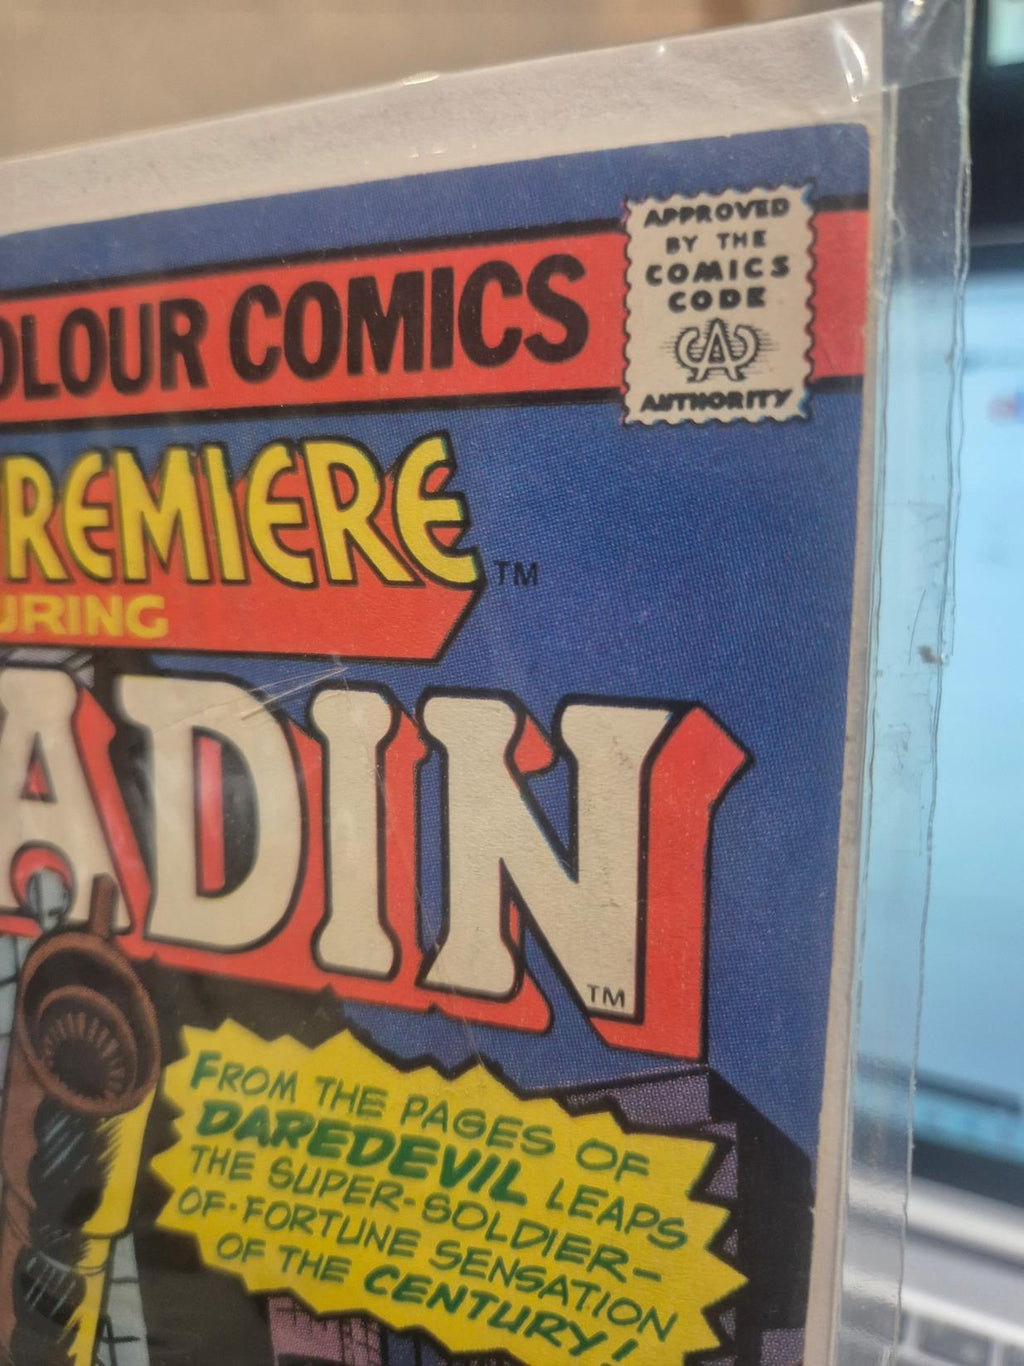 APPROVED
BY THE
COMICS
CODE
A
AUTHORITY
OLOUR COMICS
REMIERE TM
URING
ADIN
TM
FROM THE PAGES OF
DAREDEVIL LEAPS
THE SUPER-SOLDIER-
OF-FORTUNE SENSATION
OF THE CENTURY!